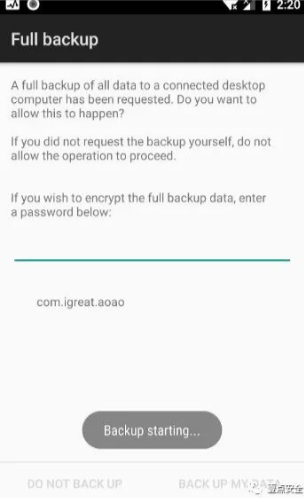 2:20
Full backup
A full backup of all data to a connected desktop
computer has been requested. Do you want to
allow this to happen?
If you did not request the backup yourself, do not
allow the operation to proceed.
If you wish to encrypt the full backup data, enter
a password below:
com.igreat.aoao
Backup starting...
DO NOT BACK UP
BACK UP MY DATA
壹点安全